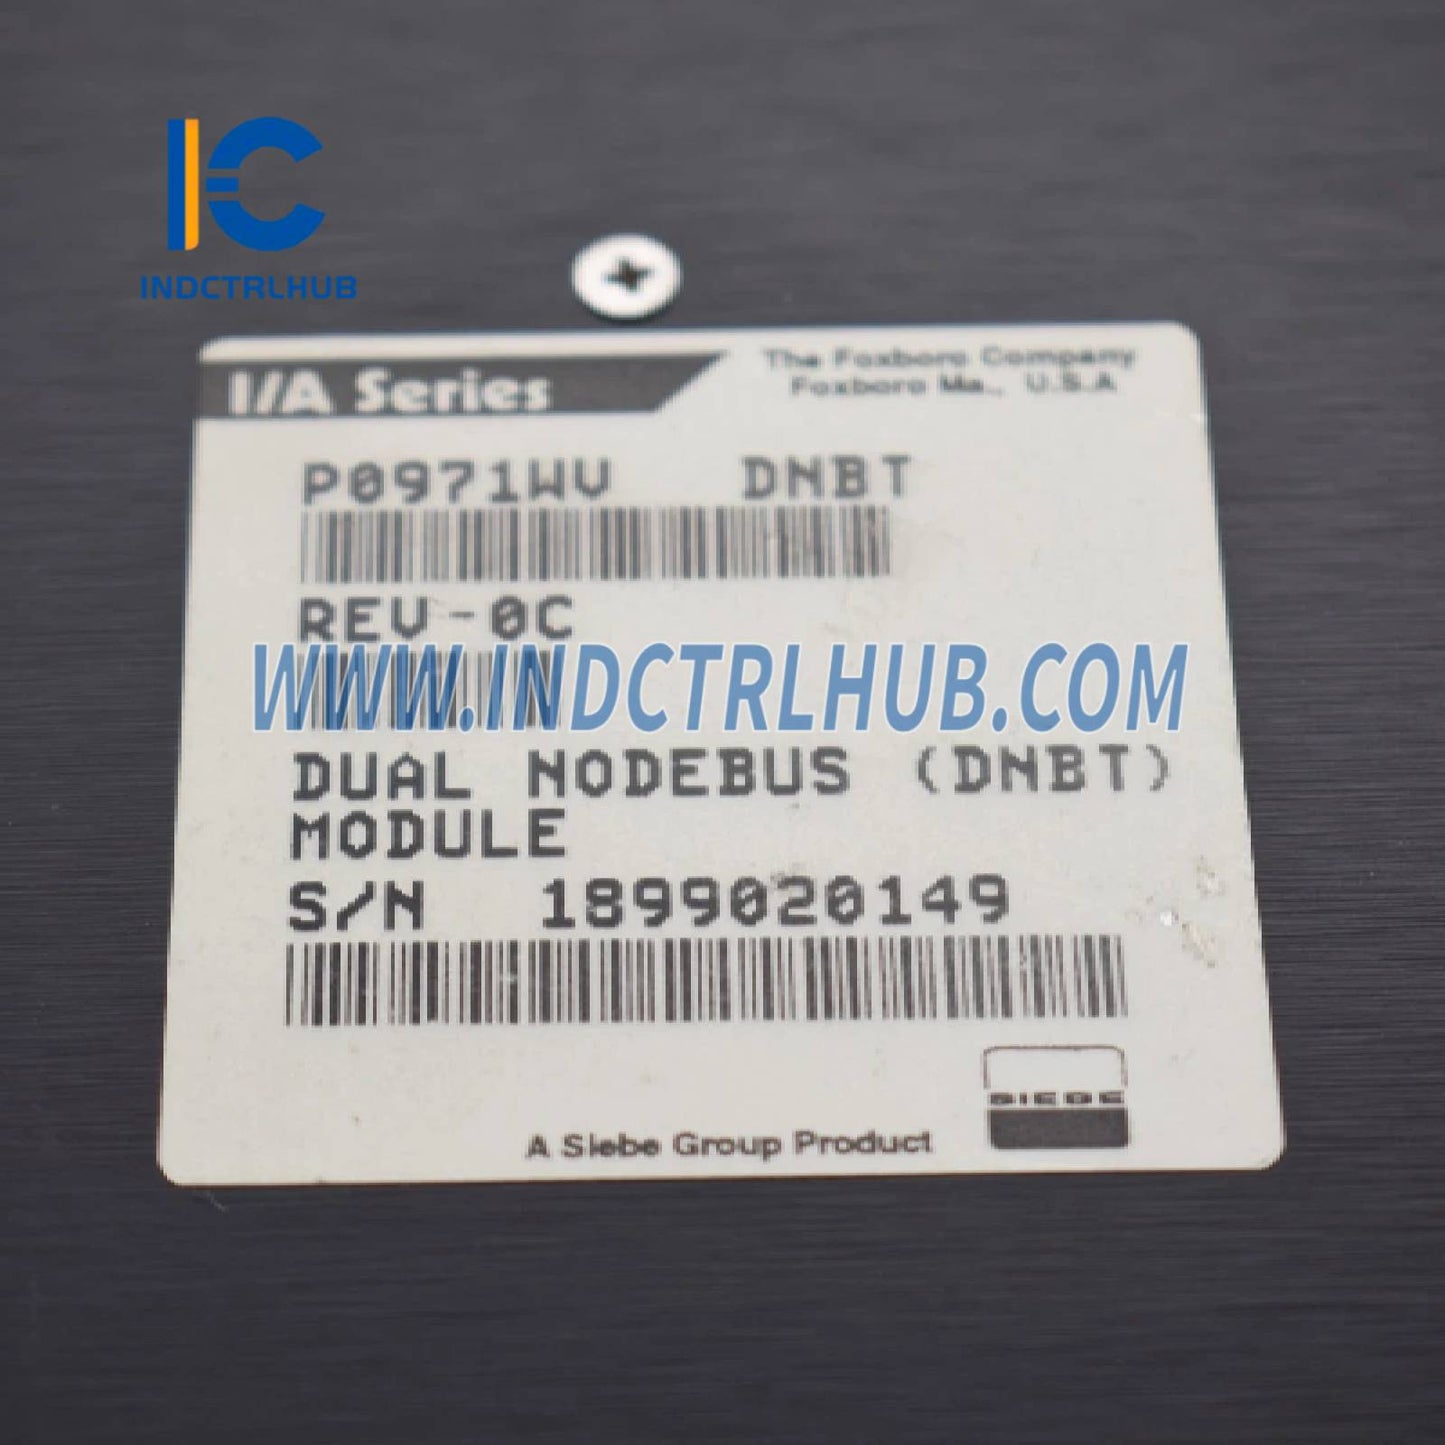 INDCTRLHUB
I/A Series
The Foxboro Company
Foxboro Ma., U.S.A
P0971WV DNBT
REV-0C
WWW.INDCTRLHUB.COM
DUAL NODEBUS (DNBT)
MODULE
S/N 1899020149
SIEBE
A Siebe Group Product